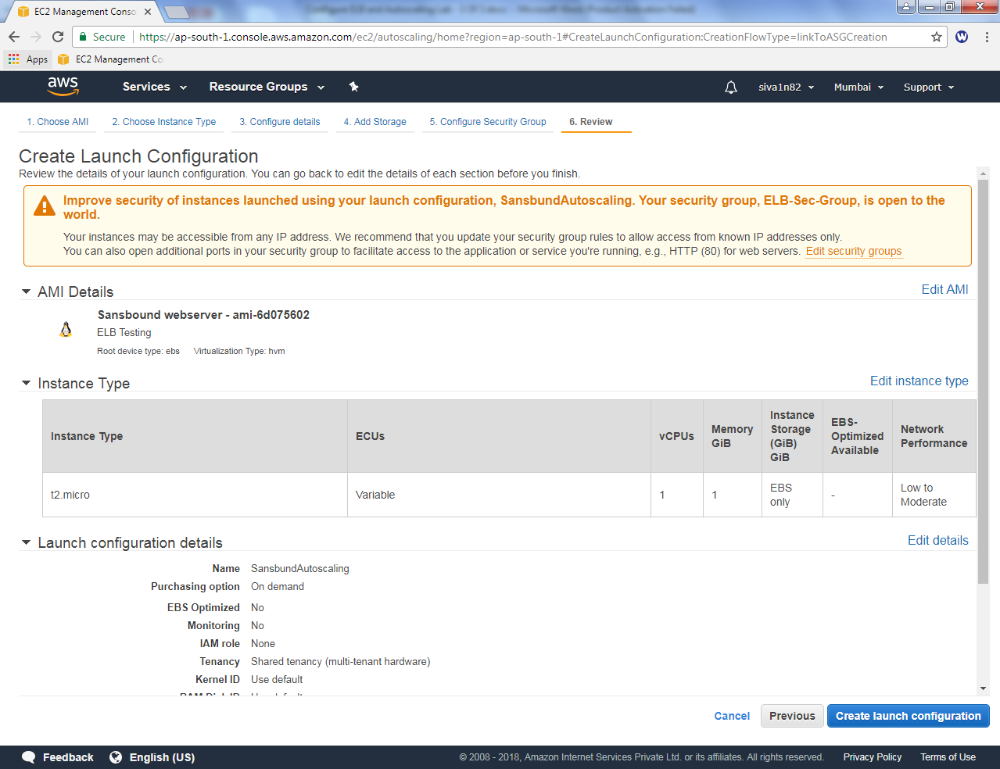 EC2 Management Conso
Secure
https://ap-south-1.console.aws.amazon.com/ec2/autoscaling/home?region=ap-south-1#CreateLaunchConfiguration:CreationFlowType=linkToASGCreation
W
Apps
EC2 Management Co
aws
Services
Resource Groups
siva1n82
Mumbai
Support
1. Choose AMI
2. Choose Instance Type
3. Configure details
4. Add Storage
5. Configure Security Group
6. Review
Create Launch Configuration
Review the details of your launch configuration. You can go back to edit the details of each section before you finish.
Improve security of instances launched using your launch configuration, SansbundAutoscaling. Your security group, ELB-Sec-Group, is open to the
world.
Your instances may be accessible from any IP address. We recommend that you update your security group rules to allow access from known IP addresses only.
You can also open additional ports in your security group to facilitate access to the application or service you're running, e.g., HTTP (80) for web servers. Edit security groups
AMI Details
Edit AMI
Sansbound webserver - ami-6d075602
ELB Testing
Root device type: ebs Virtualization Type: hvm
Instance Type
Edit instance type
Instance Type
ECUs
vCPUs
Memory
GiB
Instance
Storage
(GiB)
GiB
EBS-
Optimized
Available
Network
Performance
t2.micro
Variable
1
1
EBS
only
-
Low to
Moderate
Launch configuration details
Edit details
Name SansbundAutoscaling
Purchasing option On demand
EBS Optimized No
Monitoring No
IAM role None
Tenancy Shared tenancy (multi-tenant hardware)
Kernel ID Use default
Cancel
Previous
Create launch configuration
Feedback
English (US)
© 2008 - 2018, Amazon Internet Services Private Ltd. or its affiliates. All rights reserved.
Privacy Policy
Terms of Use